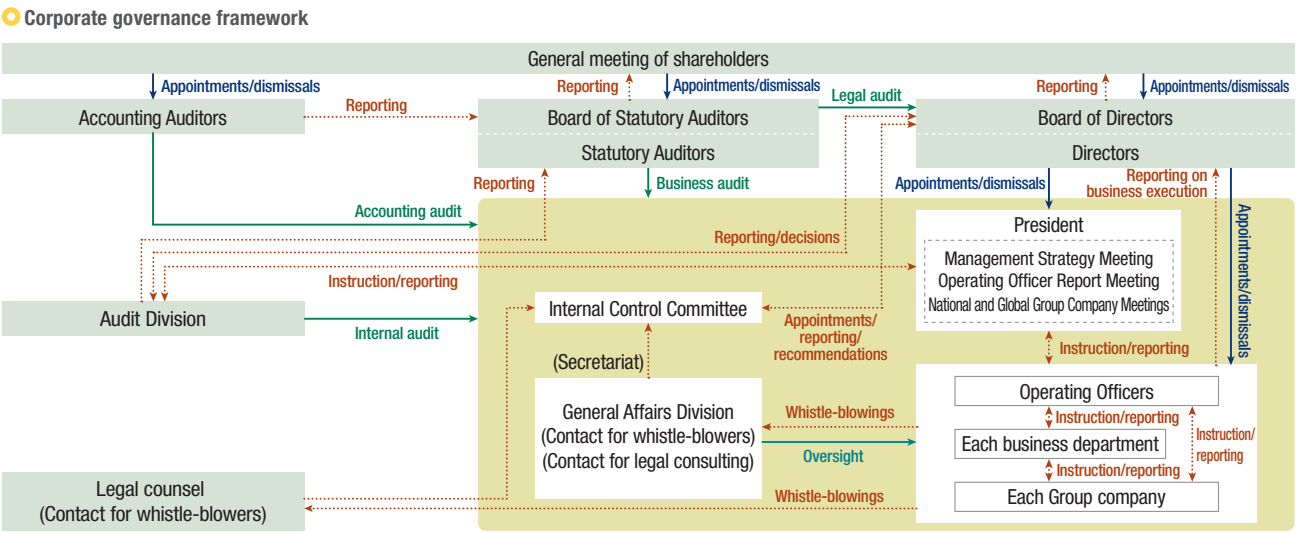 Corporate governance framework
General meeting of shareholders
Appointments/dismissals
Reporting
Appointments/dismissals
Reporting
Appointments/dismissals
Accounting Auditors
Reporting
Board of Statutory Auditors
Statutory Auditors
Legal audit
Board of Directors
Directors
Reporting
Business audit
Appointments/dismissals
Reporting on
business execution
Appointments/dismissals
Accounting audit
Reporting/decisions
Instruction/reporting
President
Management Strategy Meeting
Operating Officer Report Meeting
National and Global Group Company Meetings
Audit Division
Internal audit
Internal Control Committee
Appointments/
reporting/
recommendations
(Secretariat)
Instruction/reporting
General Affairs Division
(Contact for whistle-blowers)
(Contact for legal consulting)
Whistle-blowings
Oversight
Operating Officers
Instruction/reporting
Each business department
Instruction/
reporting
Instruction/reporting
Each Group company
Legal counsel
(Contact for whistle-blowers)
Whistle-blowings